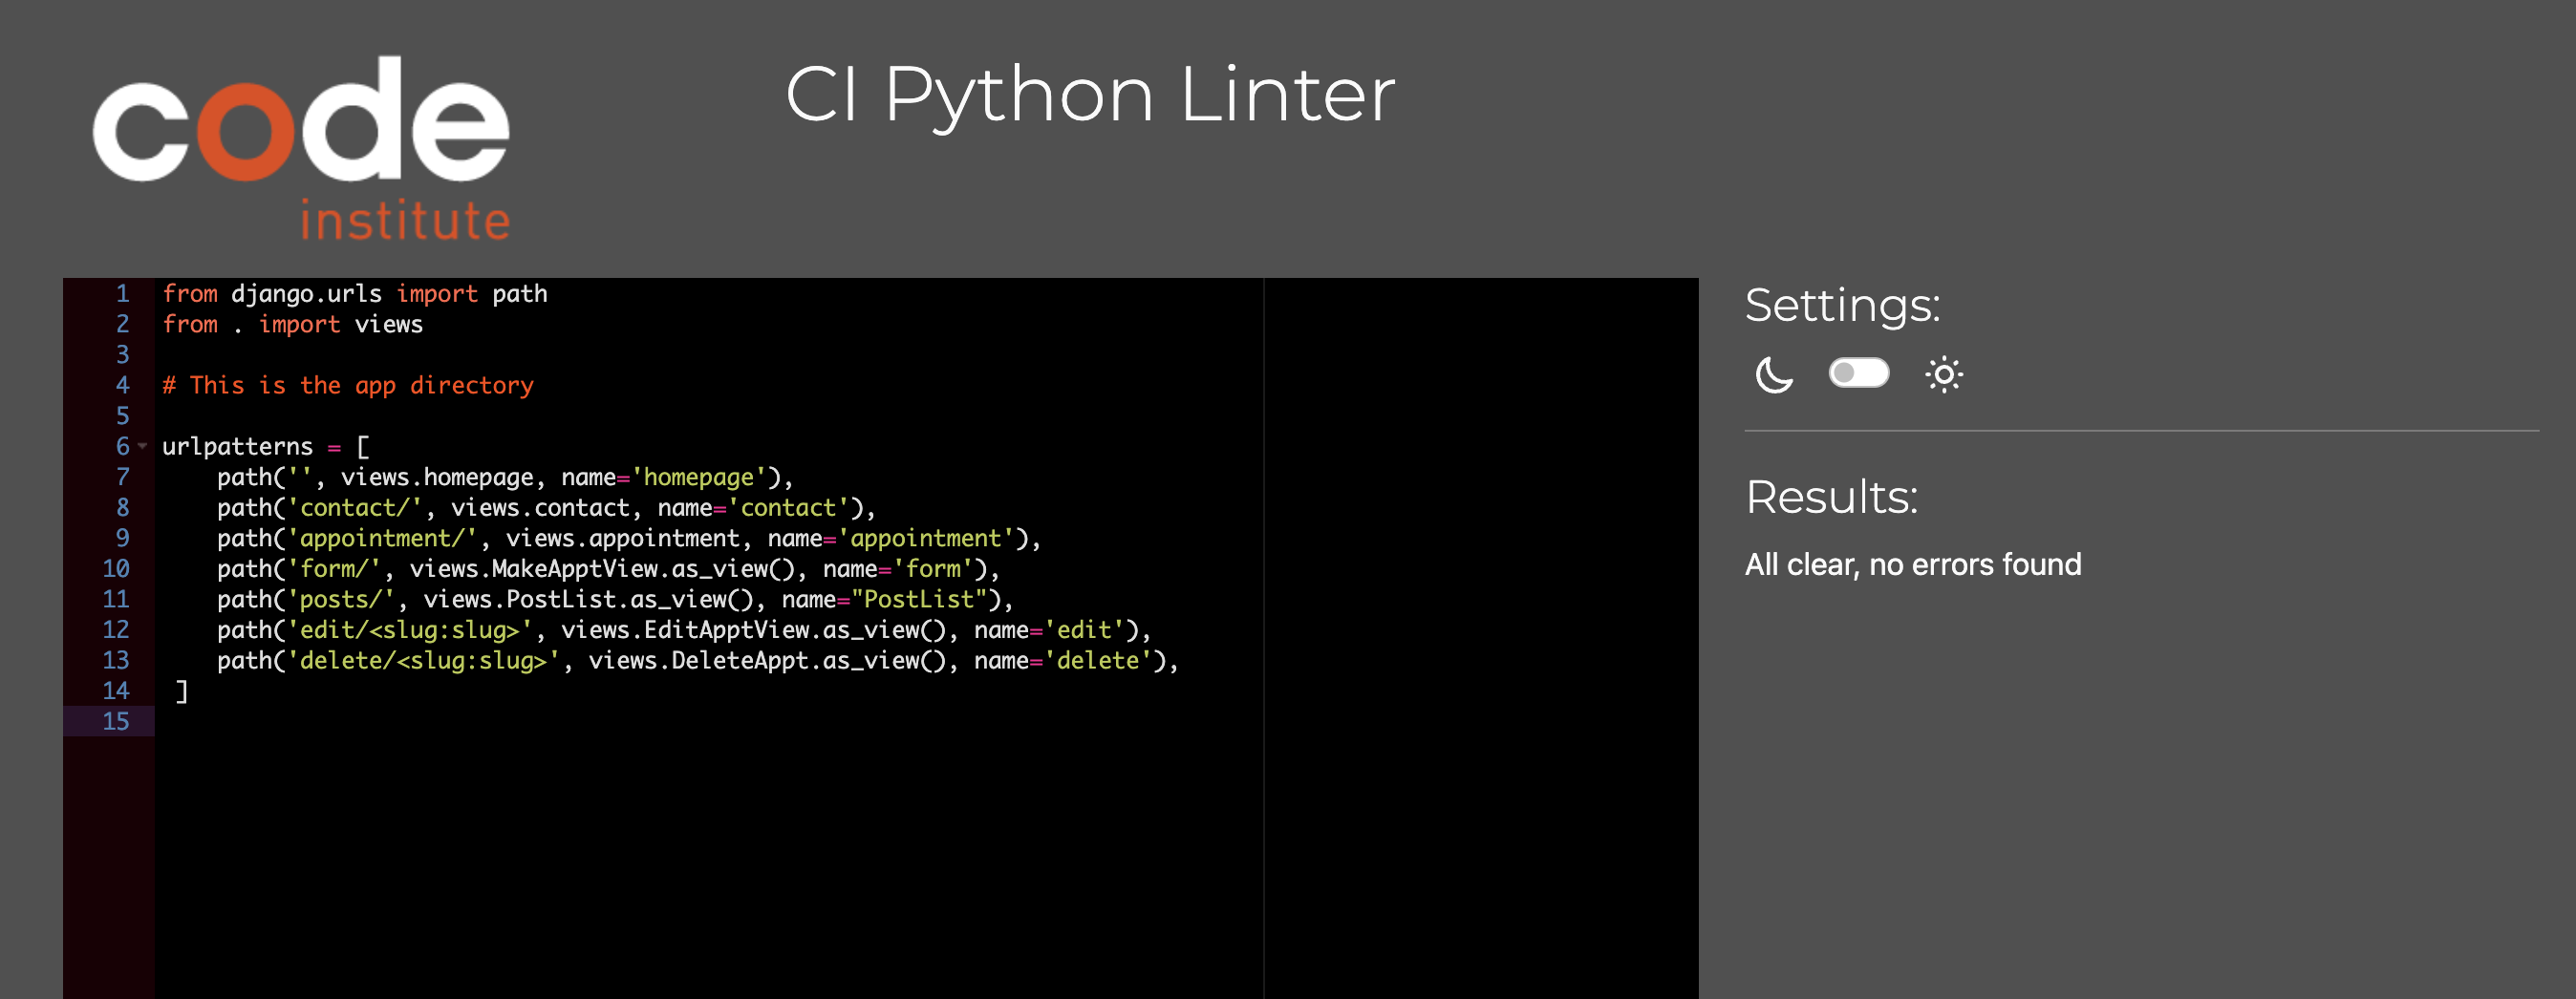 code
institute
CI Python Linter
1 from django.urls import path
2 from . import views
3
4 # This is the app directory
5
6 urlpatterns = [
7     path('', views.homepage, name='homepage'),
8     path('contact/', views.contact, name='contact'),
9     path('appointment/', views.appointment, name='appointment'),
10     path('form/', views.MakeApptView.as_view(), name='form'),
11     path('posts/', views.PostList.as_view(), name="PostList"),
12     path('edit/<slug:slug>', views.EditApptView.as_view(), name='edit'),
13     path('delete/<slug:slug>', views.DeleteAppt.as_view(), name='delete'),
14  ]
15
Settings:
Results:
All clear, no errors found